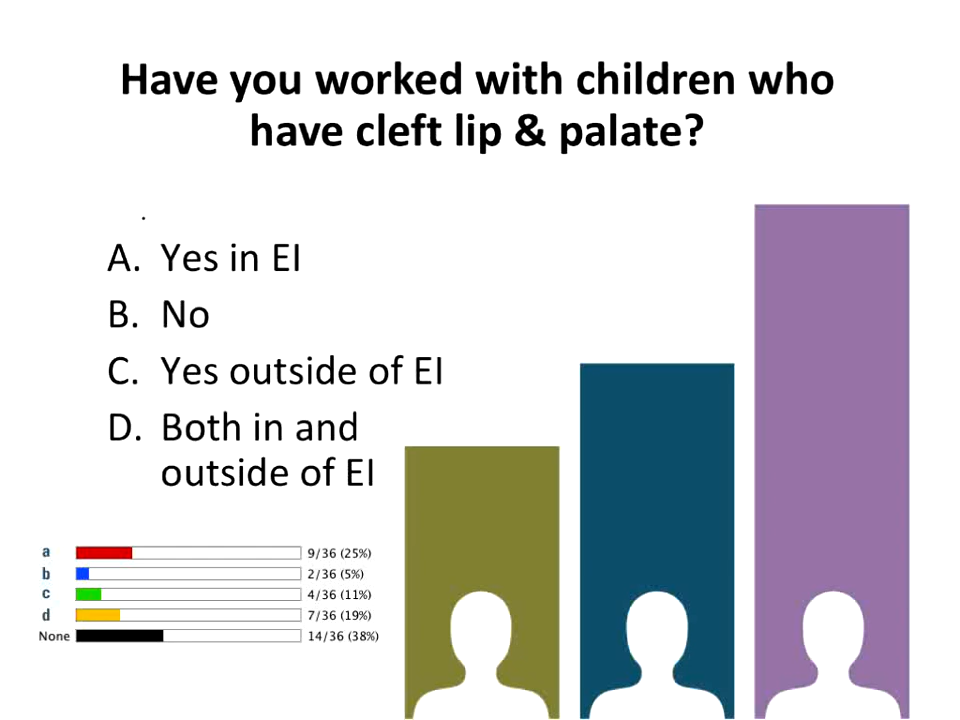 Have you worked with children who
have cleft lip & palate?
.
A. Yes in EI
B. No
C. Yes outside of EI
D. Both in and
outside of EI
a 9/36 (25%)
b 2/36 (5%)
c 4/36 (11%)
d 7/36 (19%)
None 14/36 (38%)